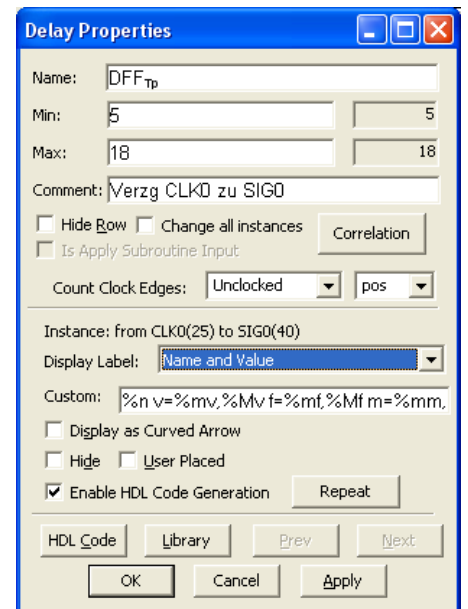 Delay Properties
Name: DFFTp
Min: 5 5
Max: 18 18
Comment: Verzg CLK0 zu SIG0
Hide Row Change all instances Correlation
Is Apply Subroutine Input
Count Clock Edges: Unclocked pos
Instance: from CLK0(25) to SIG0(40)
Display Label: Name and Value
Custom: %n v=%mv,%Mv f=%mf,%Mf m=%mm,
Display as Curved Arrow
Hide User Placed
Enable HDL Code Generation Repeat
HDL Code Library Prev Next
OK Cancel Apply